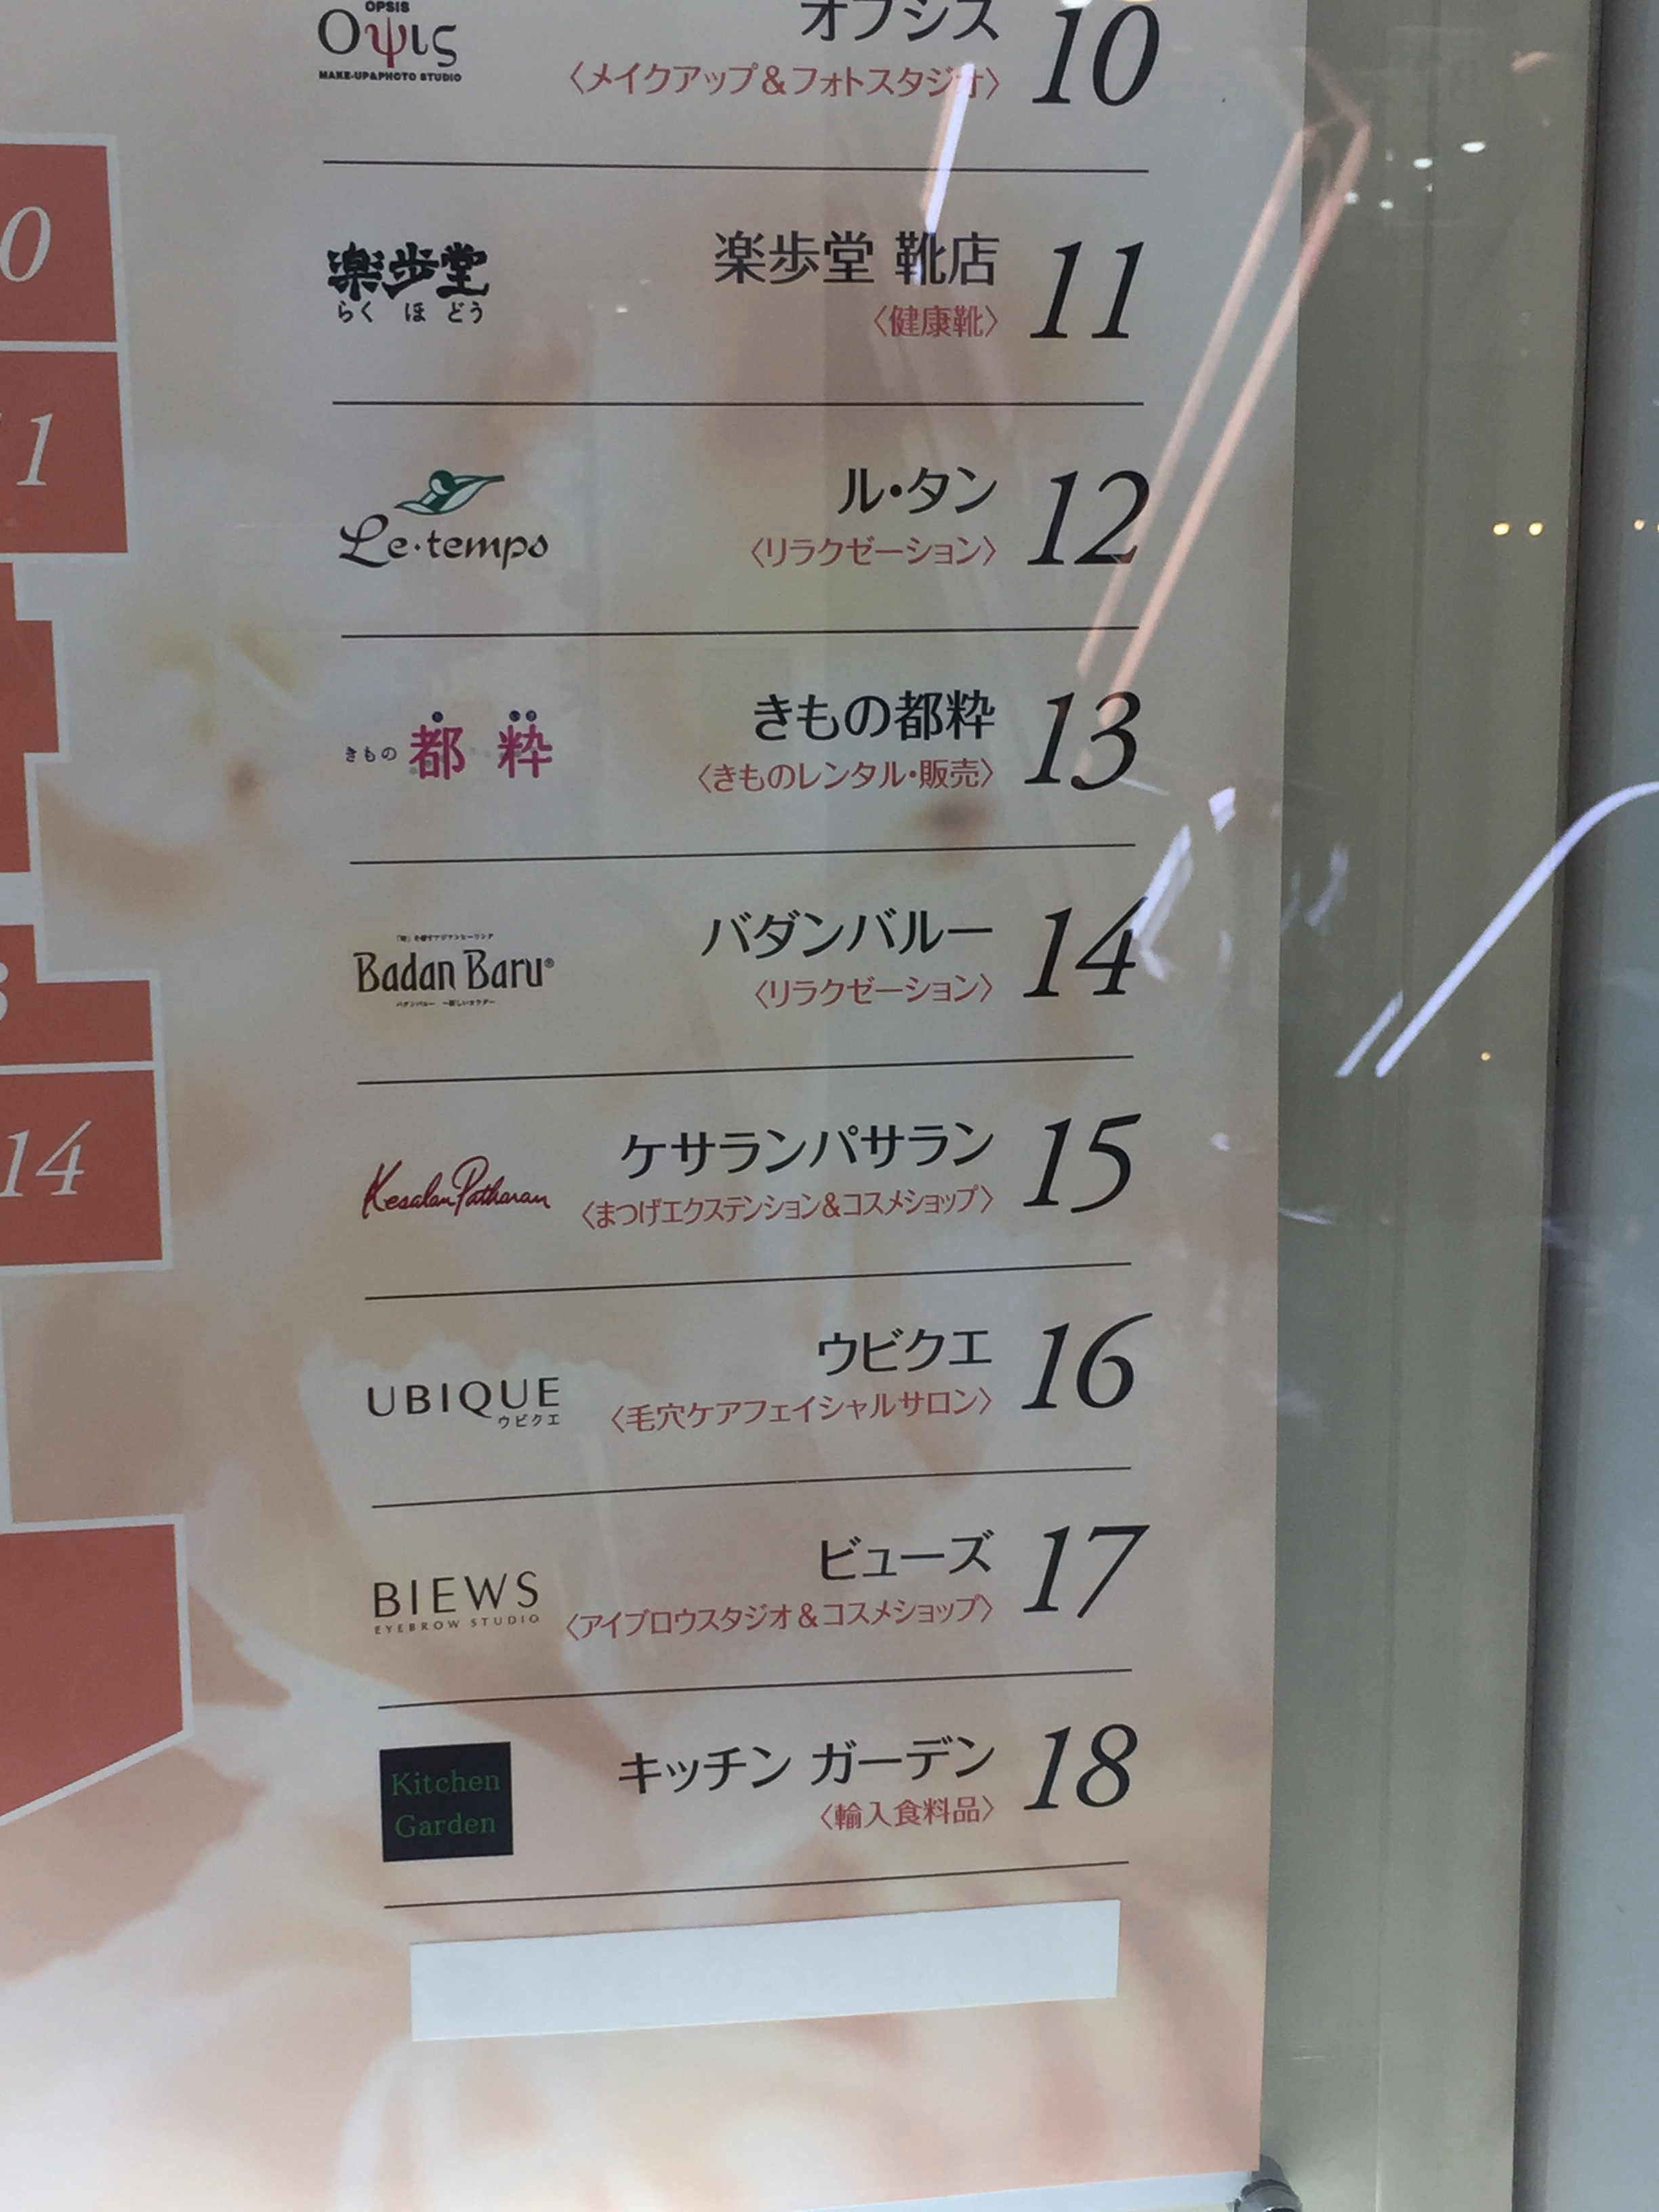 OPSIS
Οψις
MAKE-UP&PHOTO STUDIO
オプシス
〈メイクアップ&フォトスタジオ〉
10
楽歩堂
らく ほ どう
楽歩堂 靴店
〈健康靴〉
11
Le・temps
ル・タン
〈リラクゼーション〉
12
きもの 都粋
きもの都粋
〈きものレンタル・販売〉
13
Badan Baru®
バダンバルー
〈リラクゼーション〉
14
Kesalan Patharan
ケサランパサラン
〈まつげエクステンション&コスメショップ〉
15
UBIQUE
ウビクエ
ウビクエ
〈毛穴ケアフェイシャルサロン〉
16
BIEWS
EYEBROW STUDIO
ビューズ
〈アイブロウスタジオ&コスメショップ〉
17
Kitchen
Garden
キッチン ガーデン
〈輸入食料品〉
18
0
11
14